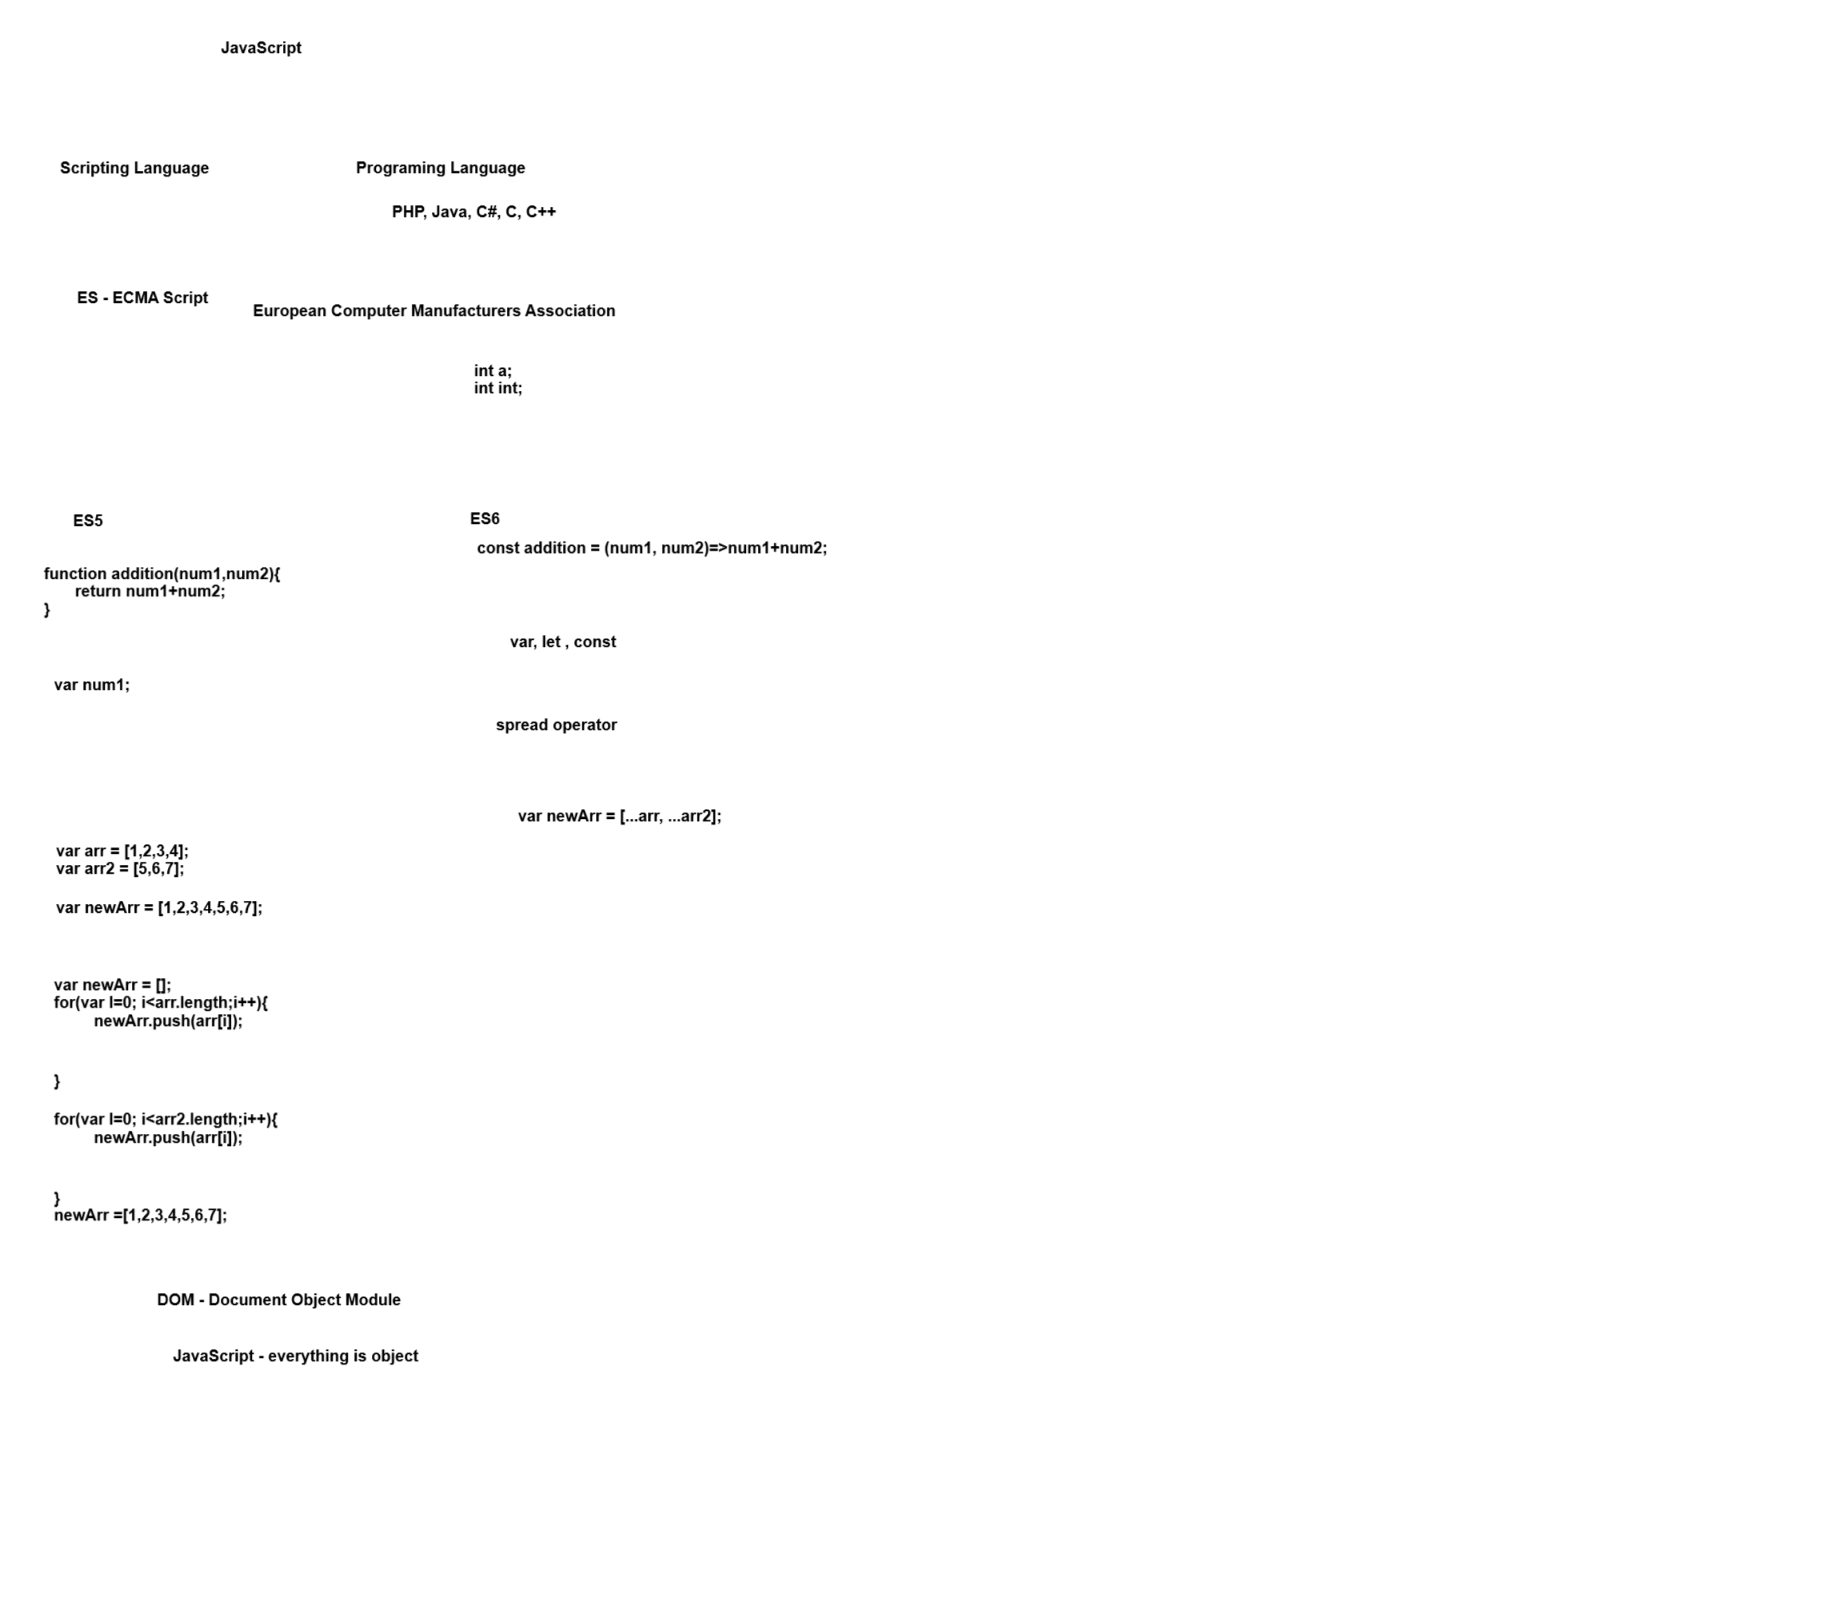 JavaScript
Scripting Language
Programing Language
PHP, Java, C#, C, C++
ES - ECMA Script
European Computer Manufacturers Association
int a;
int int;
ES5
ES6
const addition = (num1, num2)=>num1+num2;
function addition(num1,num2){
return num1+num2;
}
var, let , const
var num1;
spread operator
var newArr = [...arr, ...arr2];
var arr = [1,2,3,4];
var arr2 = [5,6,7];
var newArr = [1,2,3,4,5,6,7];
var newArr = [];
for(var I=0; i<arr.length;i++){
newArr.push(arr[i]);
}
for(var I=0; i<arr2.length;i++){
newArr.push(arr[i]);
}
newArr =[1,2,3,4,5,6,7];
DOM - Document Object Module
JavaScript - everything is object